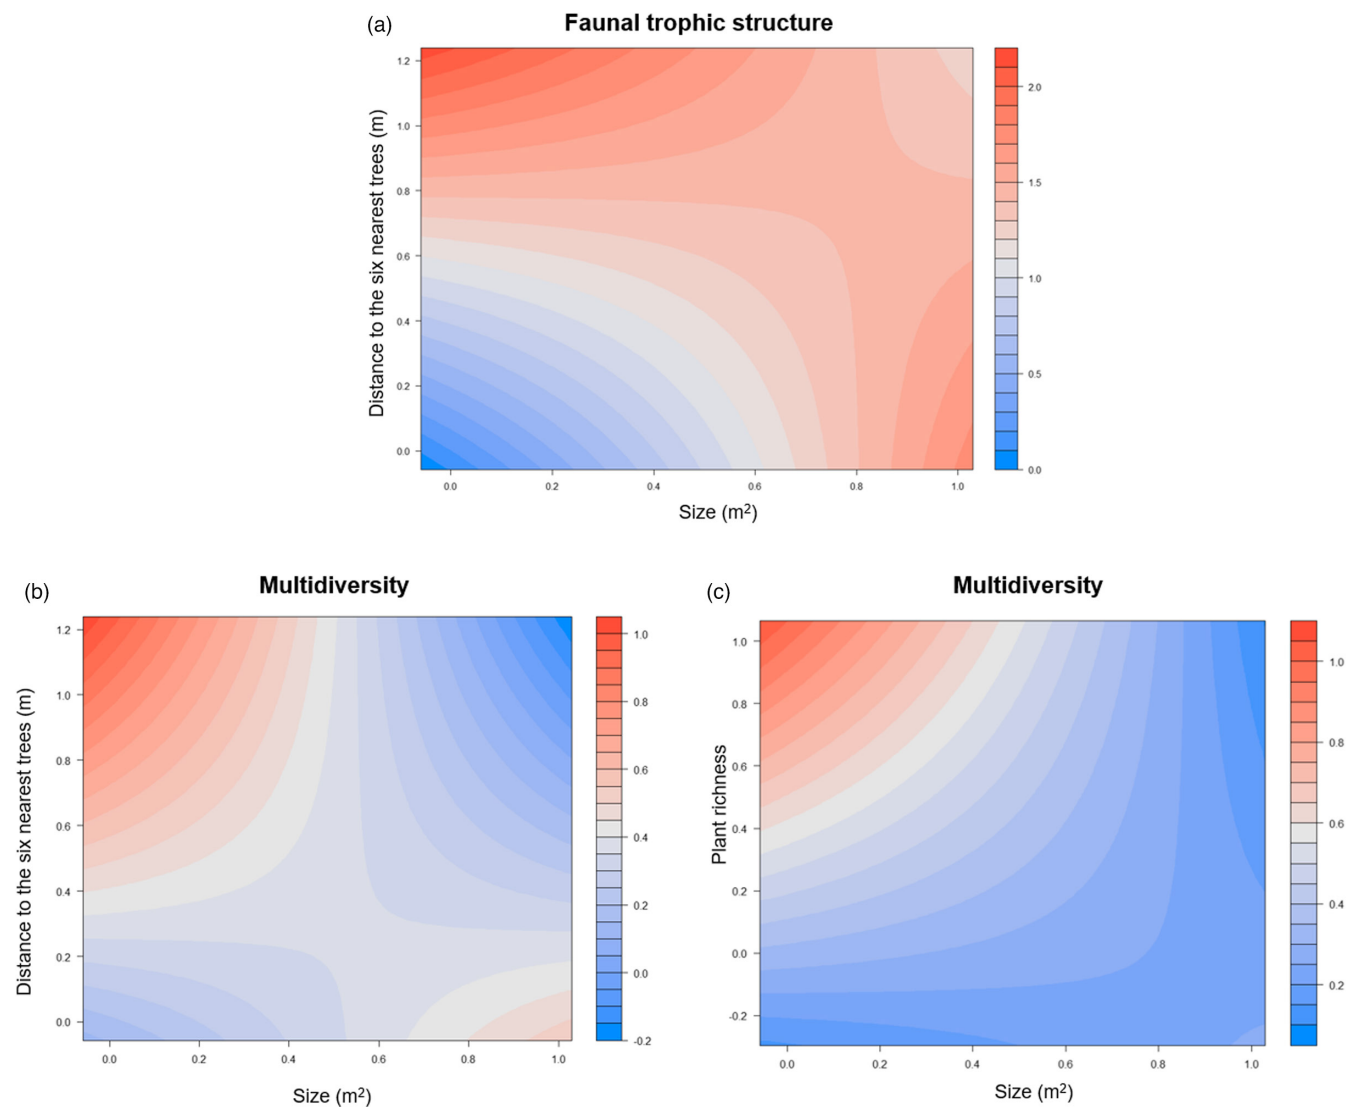 (a)
Faunal trophic structure
Distance to the six nearest trees (m)
1.2
1.0
0.8
0.6
0.4
0.2
0.0
0.0 0.2 0.4 0.6 0.8 1.0
Size (m²)
2.0
1.5
1.0
0.5
0.0
(b)
Multidiversity
Distance to the six nearest trees (m)
1.2
1.0
0.8
0.6
0.4
0.2
0.0
0.0 0.2 0.4 0.6 0.8 1.0
Size (m²)
1.0
0.8
0.6
0.4
0.2
0.0
-0.2
(c)
Multidiversity
Plant richness
1.0
0.8
0.6
0.4
0.2
0.0
-0.2
0.0 0.2 0.4 0.6 0.8 1.0
Size (m²)
1.0
0.8
0.6
0.4
0.2